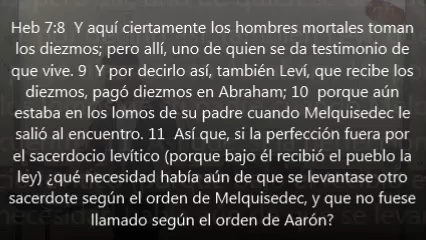 Heb 7:8  Y aquí ciertamente los hombres mortales toman
los diezmos; pero allí, uno de quien se da testimonio de
que vive. 9  Y por decirlo así, también Leví, que recibe los
diezmos, pagó diezmos en Abraham; 10  porque aún
estaba en los lomos de su padre cuando Melquisedec le
salió al encuentro. 11  Así que, si la perfección fuera por
el sacerdocio levítico (porque bajo él recibió el pueblo la
ley) ¿qué necesidad había aún de que se levantase otro
sacerdote según el orden de Melquisedec, y que no fuese
llamado según el orden de Aarón?